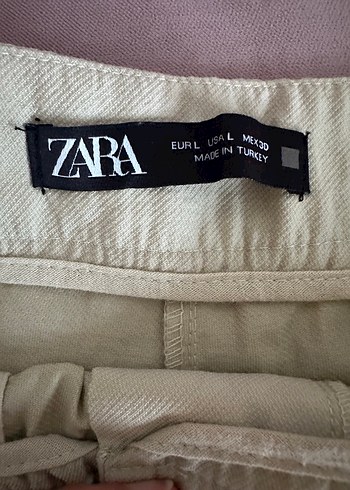 ZARA
EUR L USA L MEX 30
MADE IN TURKEY